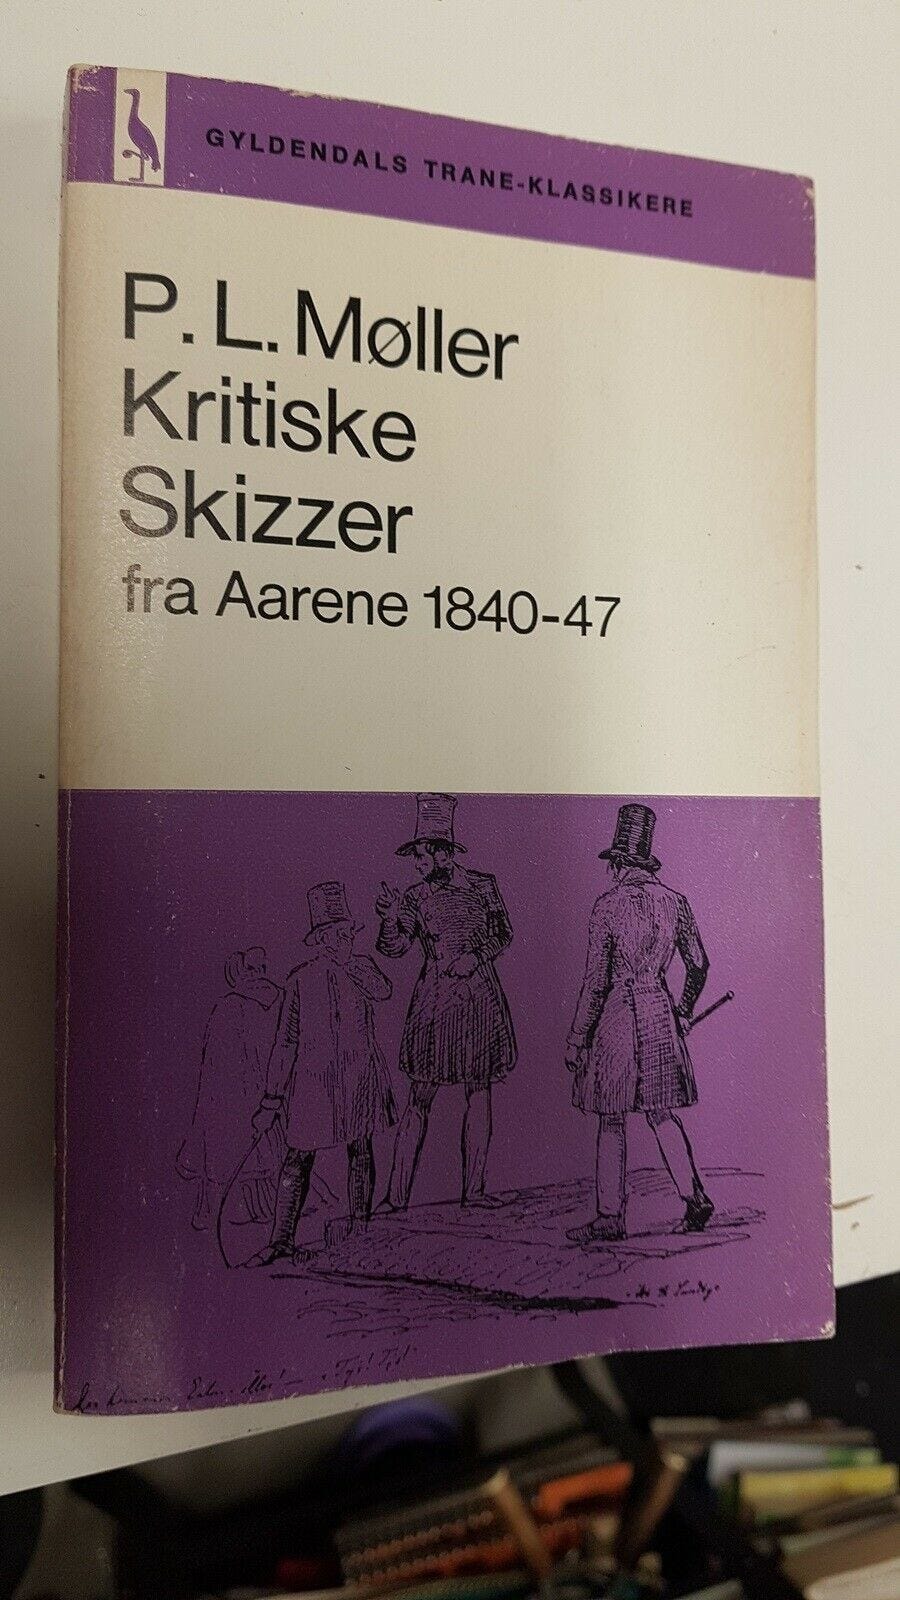 GYLDENDALS TRANE-KLASSIKERE
P. L. Møller
Kritiske
Skizzer
fra Aarene 1840-47